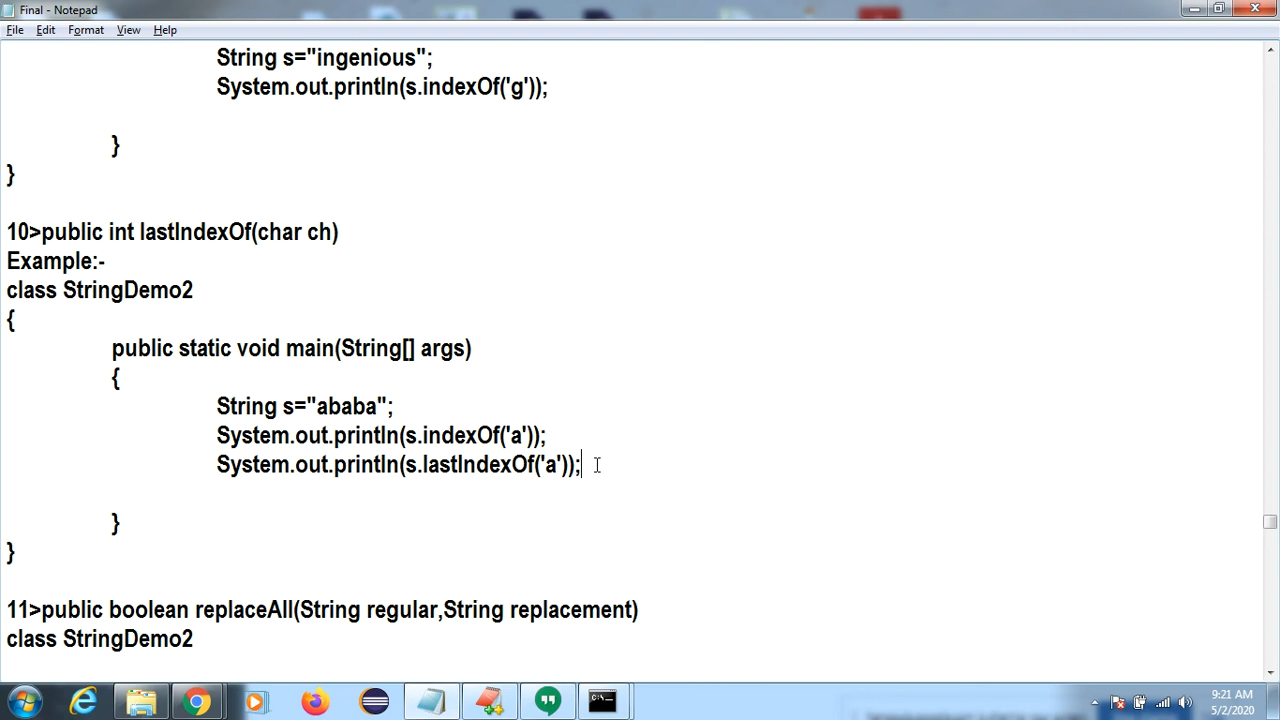 Final - Notepad
File Edit Format View Help
String s="ingenious";
System.out.println(s.indexOf('g'));
}
}
10>public int lastIndexOf(char ch)
Example:-
class StringDemo2
{
public static void main(String[] args)
{
String s="ababa";
System.out.println(s.indexOf('a'));
System.out.println(s.lastIndexOf('a'));
}
}
11>public boolean replaceAll(String regular,String replacement)
class StringDemo2
9:21 AM
5/2/2020